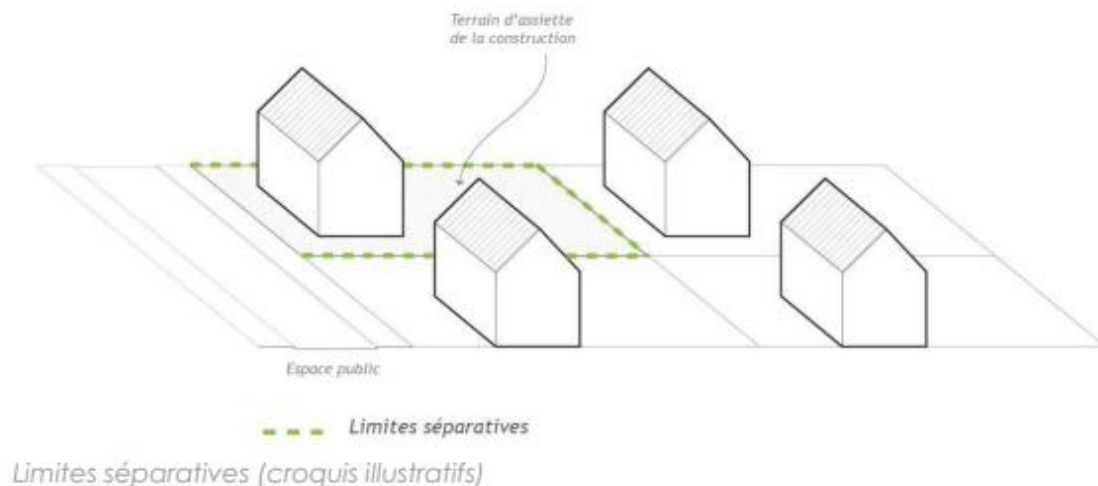 Terrain d'assiette
de la construction
Espace public
Limites séparatives
Limites séparatives (croquis illustratifs)